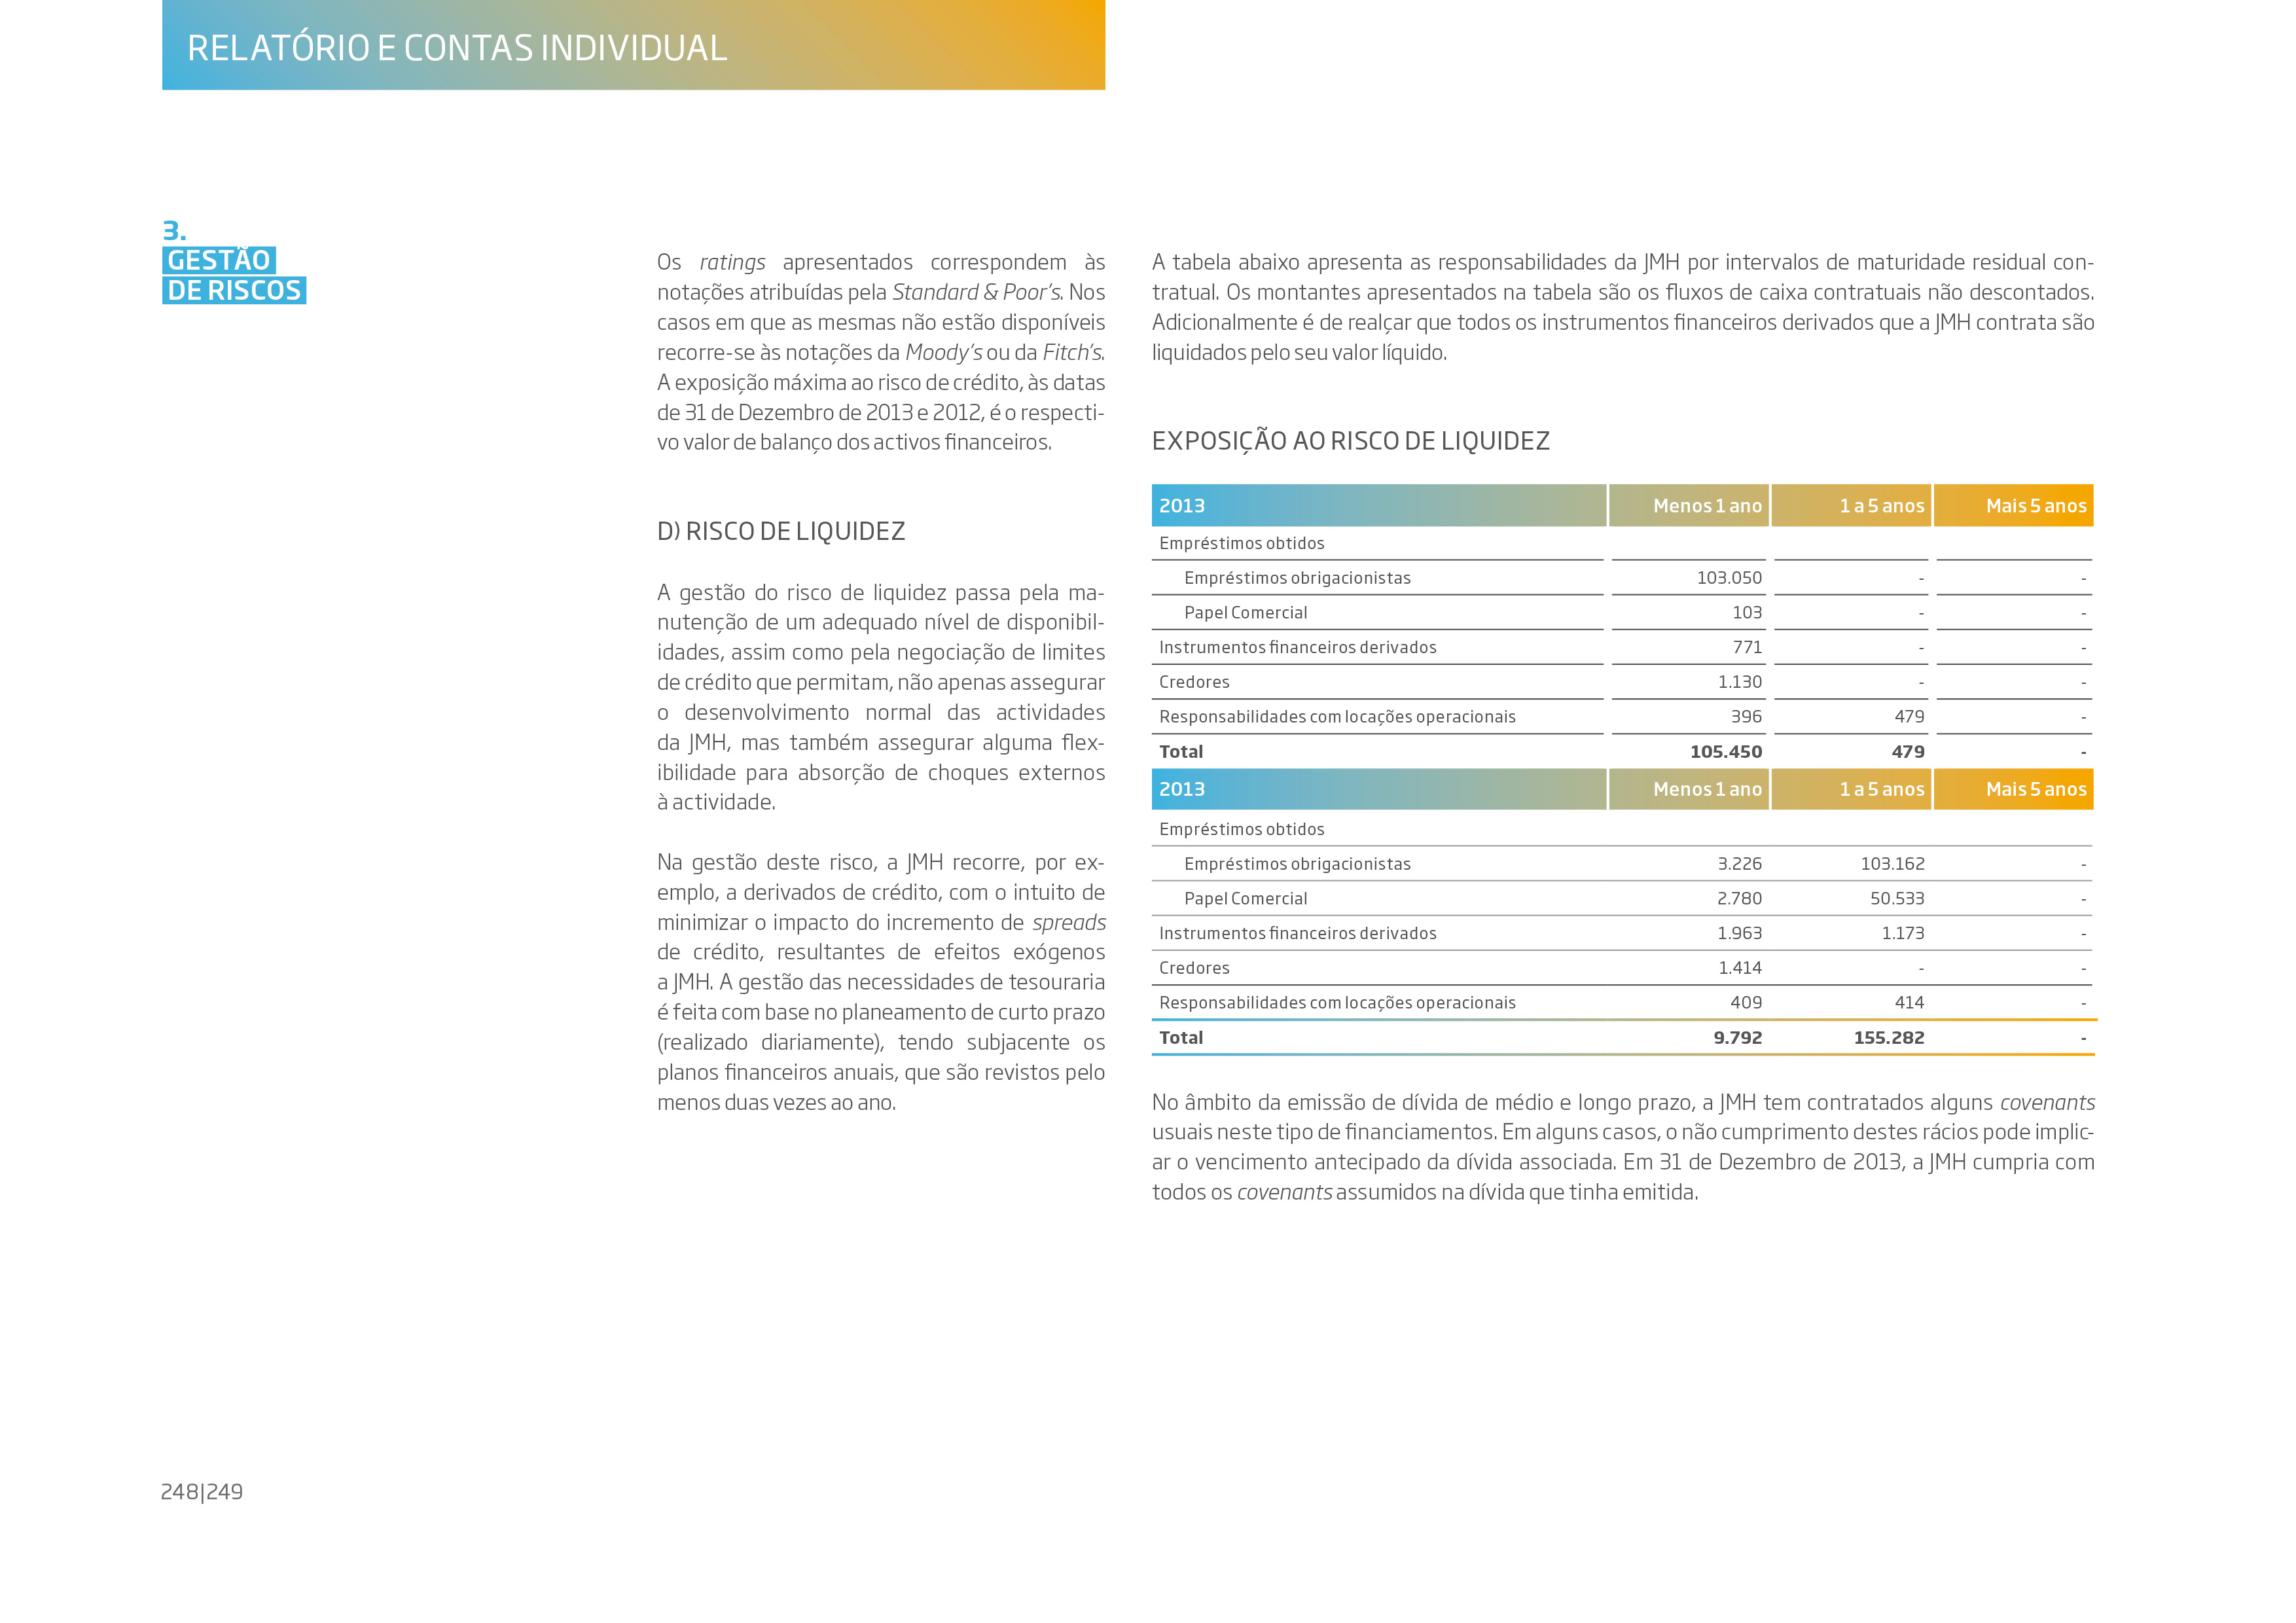 RELATÓRIO E CONTAS INDIVIDUAL
3.
GESTÃO
DE RISCOS
Os ratings apresentados correspondem às
notações atribuídas pela Standard & Poor's. Nos
casos em que as mesmas não estão disponíveis
recorre-se às notações da Moody's ou da Fitch's.
A exposição máxima ao risco de crédito, às datas
de 31 de Dezembro de 2013 e 2012, é o respecti-
vo valor de balanço dos activos financeiros.
D) RISCO DE LIQUIDEZ
A gestão do risco de liquidez passa pela ma-
nutenção de um adequado nível de disponibil-
idades, assim como pela negociação de limites
de crédito que permitam, não apenas assegurar
o desenvolvimento normal das actividades
da JMH, mas também assegurar alguma flex-
ibilidade para absorção de choques externos
à actividade.
Na gestão deste risco, a JMH recorre, por ex-
emplo, a derivados de crédito, com o intuito de
minimizar o impacto do incremento de spreads
de crédito, resultantes de efeitos exógenos
a JMH. A gestão das necessidades de tesouraria
é feita com base no planeamento de curto prazo
(realizado diariamente), tendo subjacente os
planos financeiros anuais, que são revistos pelo
menos duas vezes ao ano.
A tabela abaixo apresenta as responsabilidades da JMH por intervalos de maturidade residual con-
tratual. Os montantes apresentados na tabela são os fluxos de caixa contratuais não descontados.
Adicionalmente é de realçar que todos os instrumentos financeiros derivados que a JMH contrata são
liquidados pelo seu valor líquido.
EXPOSIÇÃO AO RISCO DE LIQUIDEZ
2013 Menos 1 ano 1 a 5 anos Mais 5 anos
Empréstimos obtidos
Empréstimos obrigacionistas 103.050 - -
Papel Comercial 103 - -
Instrumentos financeiros derivados 771 - -
Credores 1.130 - -
Responsabilidades com locações operacionais 396 479 -
Total 105.450 479 -
2013 Menos 1 ano 1 a 5 anos Mais 5 anos
Empréstimos obtidos
Empréstimos obrigacionistas 3.226 103.162 -
Papel Comercial 2.780 50.533 -
Instrumentos financeiros derivados 1.963 1.173 -
Credores 1.414 - -
Responsabilidades com locações operacionais 409 414 -
Total 9.792 155.282 -
No âmbito da emissão de dívida de médio e longo prazo, a JMH tem contratados alguns covenants
usuais neste tipo de financiamentos. Em alguns casos, o não cumprimento destes rácios pode implic-
ar o vencimento antecipado da dívida associada. Em 31 de Dezembro de 2013, a JMH cumpria com
todos os covenants assumidos na dívida que tinha emitida.
248|249